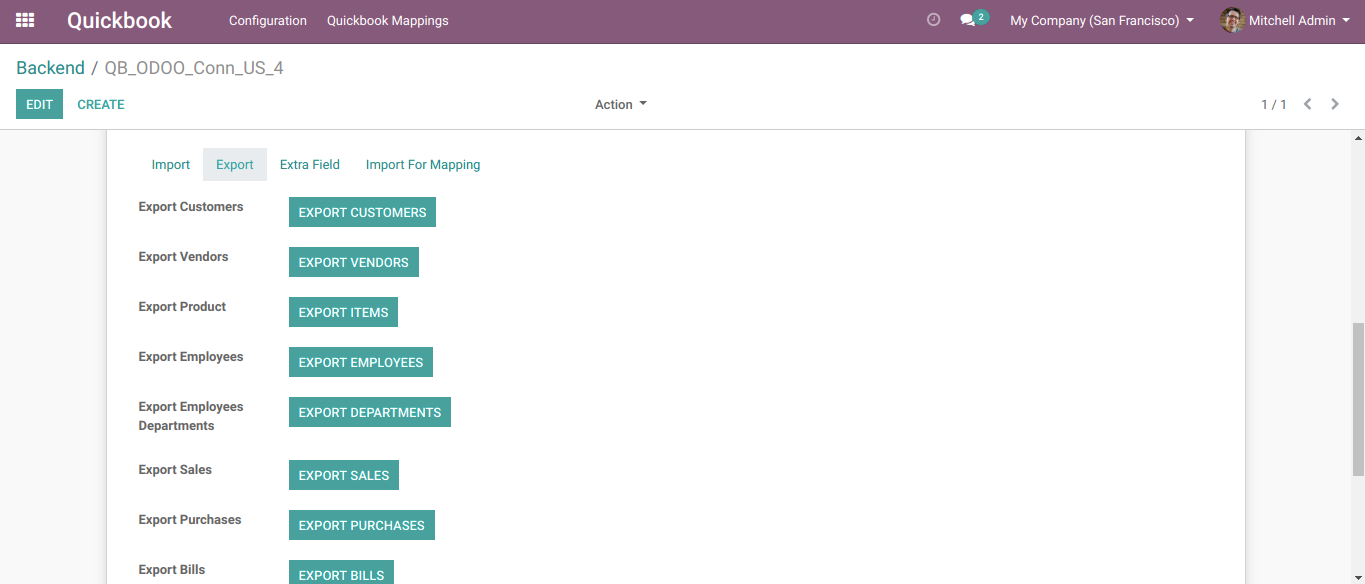 Quickbook Configuration Quickbook Mappings 2 My Company (San Francisco) Mitchell Admin
Backend / QB_ODOO_Conn_US_4
EDIT CREATE Action 1 / 1
Import Export Extra Field Import For Mapping
Export Customers EXPORT CUSTOMERS
Export Vendors EXPORT VENDORS
Export Product EXPORT ITEMS
Export Employees EXPORT EMPLOYEES
Export Employees EXPORT DEPARTMENTS
Departments
Export Sales EXPORT SALES
Export Purchases EXPORT PURCHASES
Export Bills EXPORT BILLS